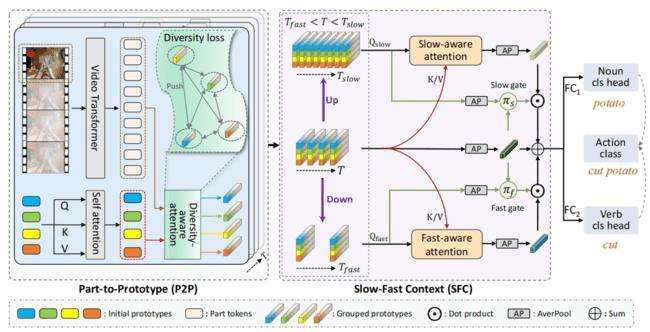 Diversity loss
Push
Video Transformer
Q
K
V
Self attention
Diversity-aware attention
T
Part-to-Prototype (P2P)
T_fast < T < T_slow
T_slow
Up
T
Down
T_fast
Q_slow
Slow-aware attention
AP
K/V
Slow gate
AP
π_s
AP
AP
π_f
Fast gate
K/V
Q_fast
Fast-aware attention
AP
Slow-Fast Context (SFC)
FC_1
Noun cls head
potato
Action class
cut potato
FC_2
Verb cls head
cut
: Initial prototypes
: Part tokens
: Grouped prototypes
: Dot product
AP : AverPool
: Sum